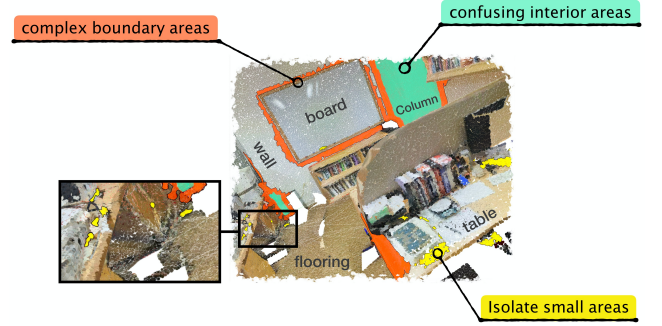 confusing interior areas
complex boundary areas
board
Column
wall
table
flooring
Isolate small areas